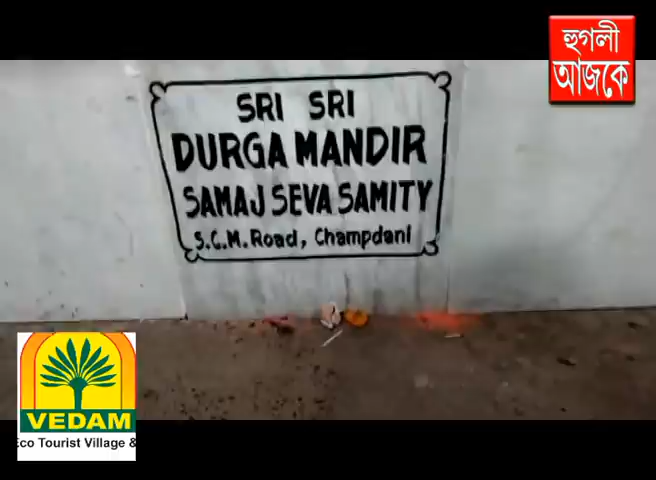 হুগলী
আজকে
SRI SRI
DURGA MANDIR
SAMAJ SEVA SAMITY
S.C.M. Road, Champdani
VEDAM
Eco Tourist Village &